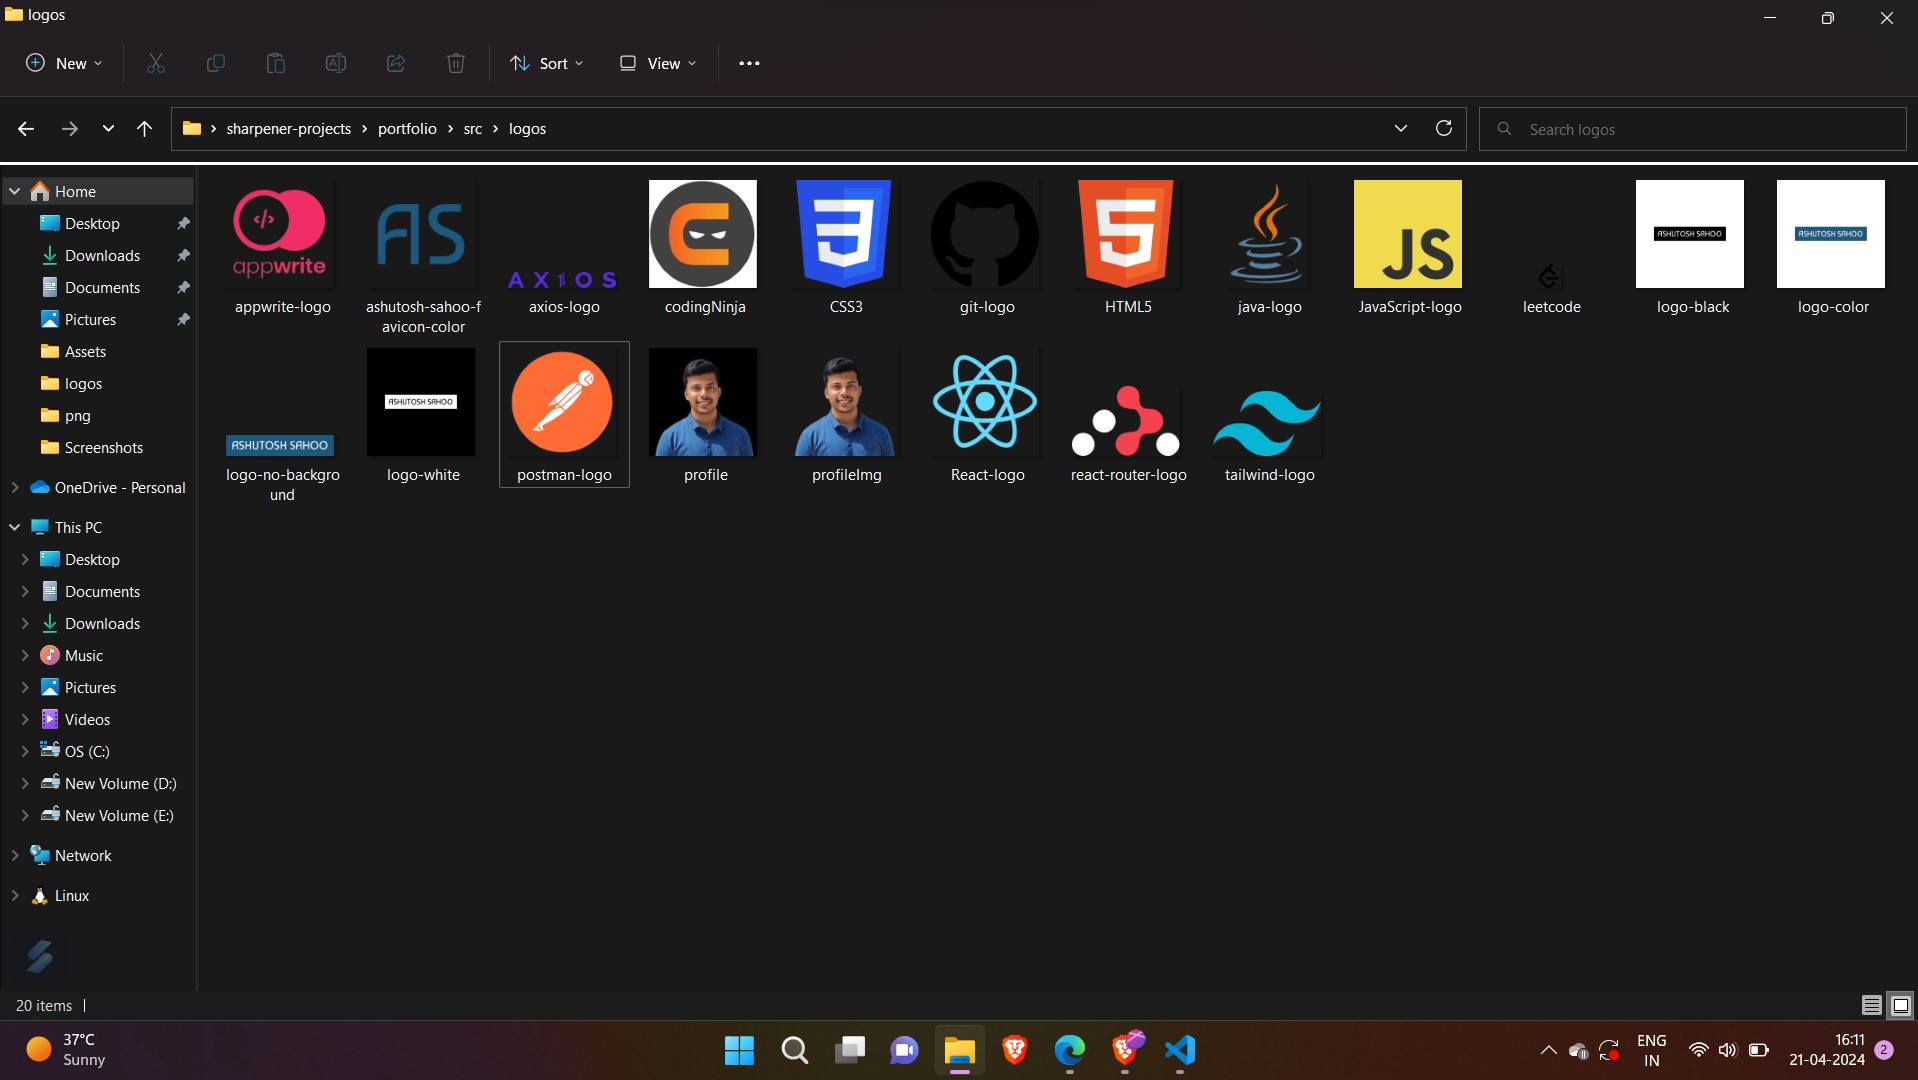 logos
New
Sort
View
sharpener-projects
portfolio
src
logos
Search logos
Home
Desktop
Downloads
Documents
Pictures
Assets
logos
png
Screenshots
OneDrive - Personal
This PC
Desktop
Documents
Downloads
Music
Pictures
Videos
OS (C:)
New Volume (D:)
New Volume (E:)
Network
Linux
</>
appwrite
AS
AXIOS
C
3
5
JS
ASHUTOSH SAHOO
ASHUTOSH SAHOO
appwrite-logo
ashutosh-sahoo-f
avicon-color
axios-logo
codingNinja
CSS3
git-logo
HTML5
java-logo
JavaScript-logo
leetcode
logo-black
logo-color
ASHUTOSH SAHOO
ASHUTOSH SAHOO
logo-no-backgro
und
logo-white
postman-logo
profile
profileImg
React-logo
react-router-logo
tailwind-logo
20 items
37°C
Sunny
ENG
IN
16:11
21-04-2024
2